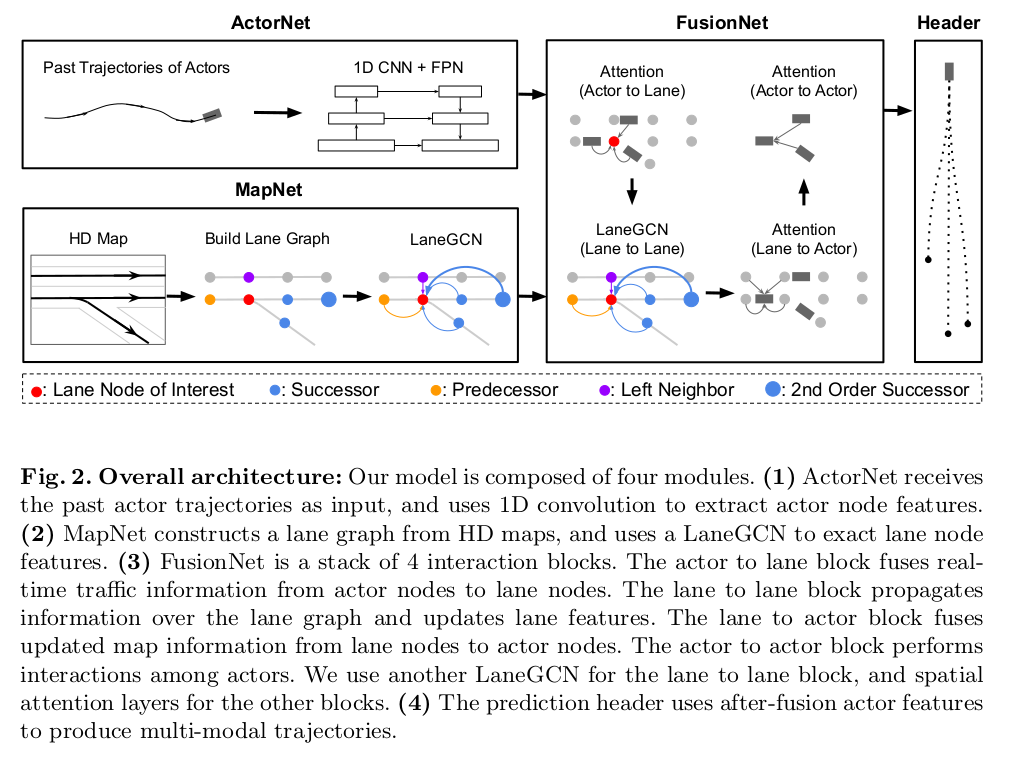 ActorNet
Past Trajectories of Actors
1D CNN + FPN
MapNet
HD Map
Build Lane Graph
LaneGCN
FusionNet
Attention
(Actor to Lane)
Attention
(Actor to Actor)
LaneGCN
(Lane to Lane)
Attention
(Lane to Actor)
Header
: Lane Node of Interest
: Successor
: Predecessor
: Left Neighbor
: 2nd Order Successor
Fig. 2. Overall architecture: Our model is composed of four modules. (1) ActorNet receives
the past actor trajectories as input, and uses 1D convolution to extract actor node features.
(2) MapNet constructs a lane graph from HD maps, and uses a LaneGCN to exact lane node
features. (3) FusionNet is a stack of 4 interaction blocks. The actor to lane block fuses real-
time traffic information from actor nodes to lane nodes. The lane to lane block propagates
information over the lane graph and updates lane features. The lane to actor block fuses
updated map information from lane nodes to actor nodes. The actor to actor block performs
interactions among actors. We use another LaneGCN for the lane to lane block, and spatial
attention layers for the other blocks. (4) The prediction header uses after-fusion actor features
to produce multi-modal trajectories.